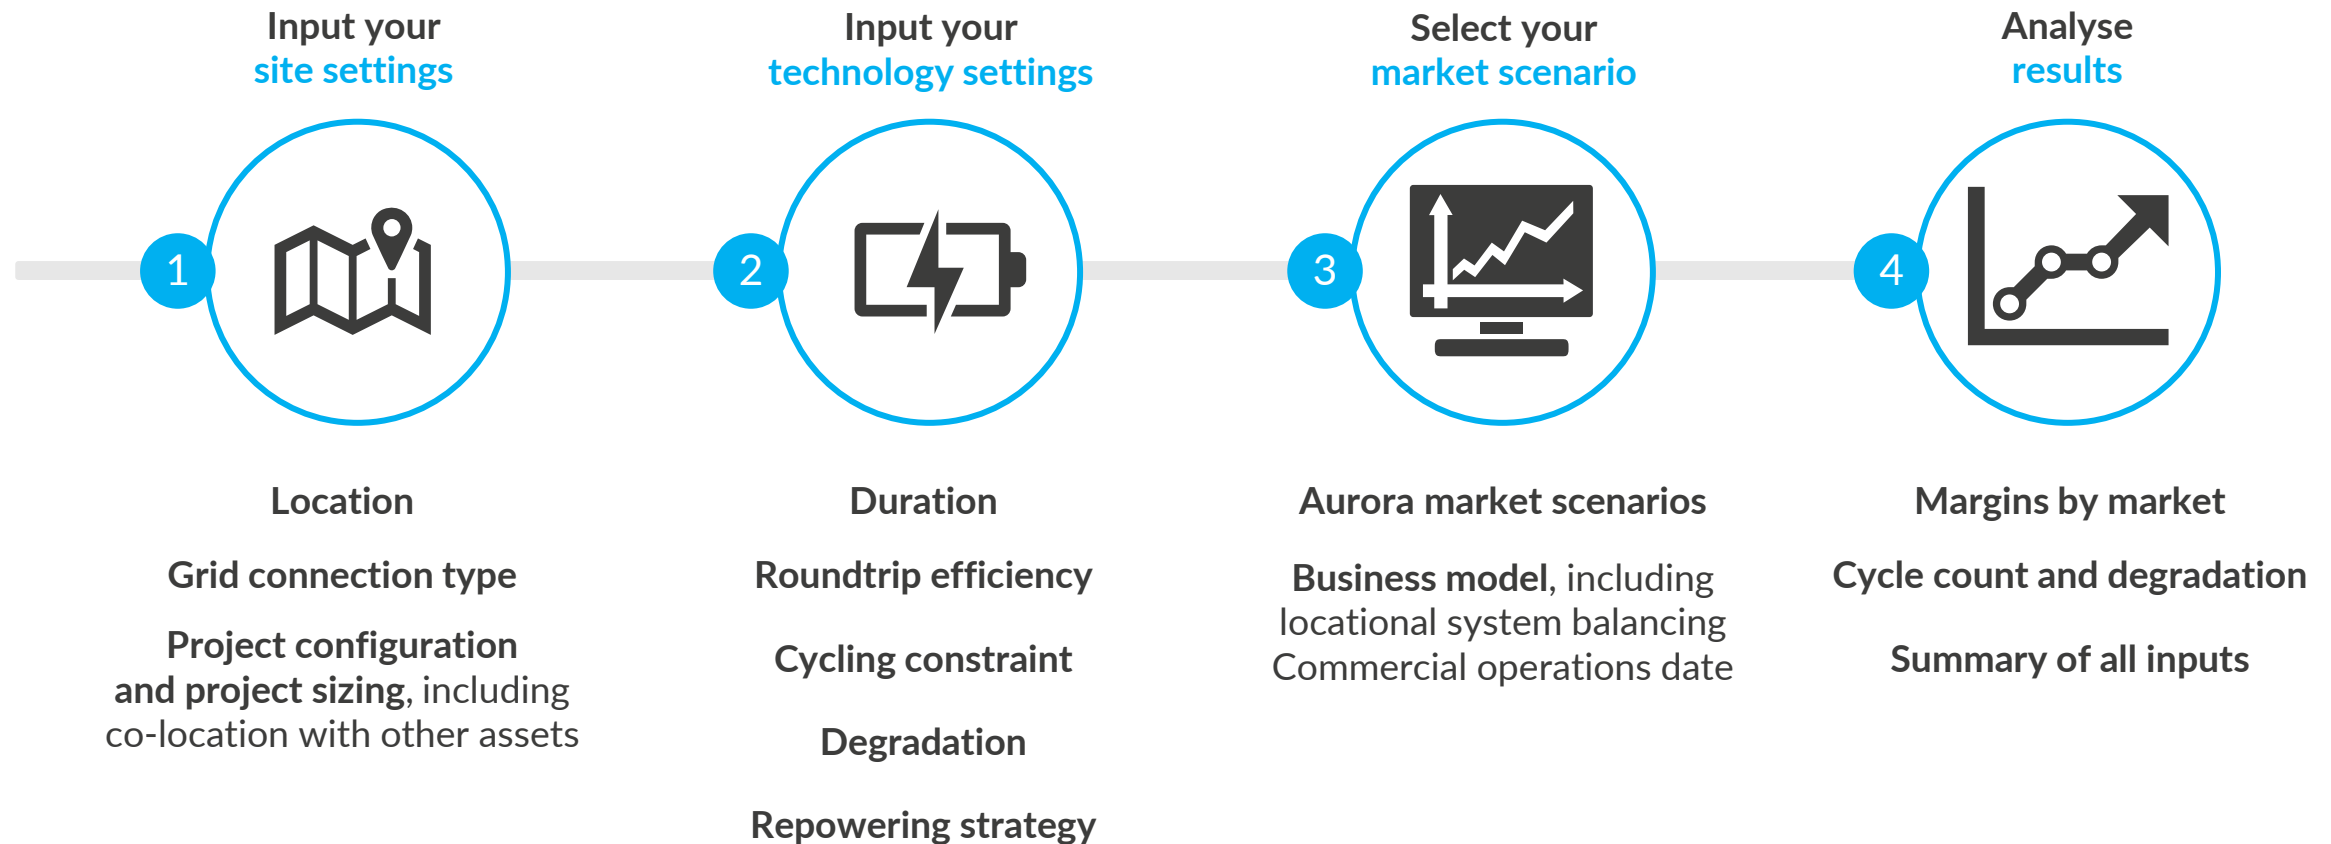 Input your
site settings
1
Location
Grid connection type
Project configuration
and project sizing, including
co-location with other assets
Input your
technology settings
2
Duration
Roundtrip efficiency
Cycling constraint
Degradation
Repowering strategy
Select your
market scenario
3
Aurora market scenarios
Business model, including
locational system balancing
Commercial operations date
Analyse
results
4
Margins by market
Cycle count and degradation
Summary of all inputs